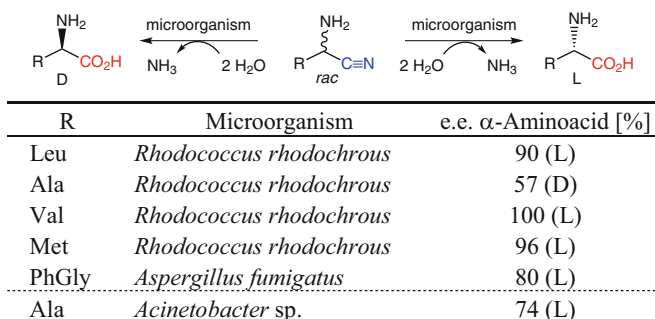 NH₂ microorganism NH₂ microorganism NH₂
R CO₂H NH₃ 2 H₂O R C≡N 2 H₂O NH₃ R CO₂H
D rac L
R Microorganism e.e. α-Aminoacid [%]
Leu Rhodococcus rhodochrous 90 (L)
Ala Rhodococcus rhodochrous 57 (D)
Val Rhodococcus rhodochrous 100 (L)
Met Rhodococcus rhodochrous 96 (L)
PhGly Aspergillus fumigatus 80 (L)
Ala Acinetobacter sp. 74 (L)